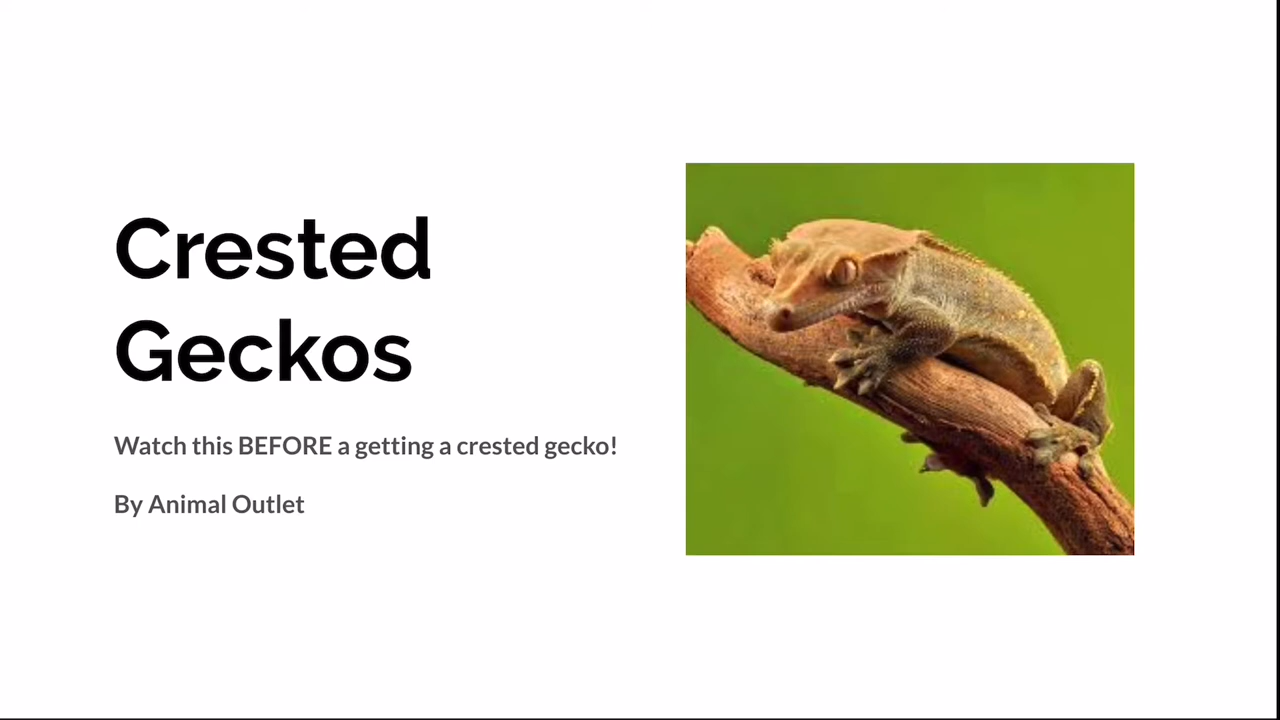 Crested
Geckos
Watch this BEFORE a getting a crested gecko!
By Animal Outlet